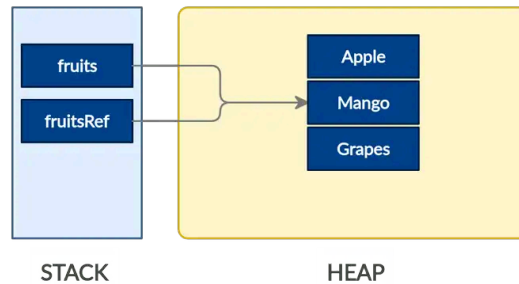 fruits
fruitsRef
Apple
Mango
Grapes
STACK
HEAP